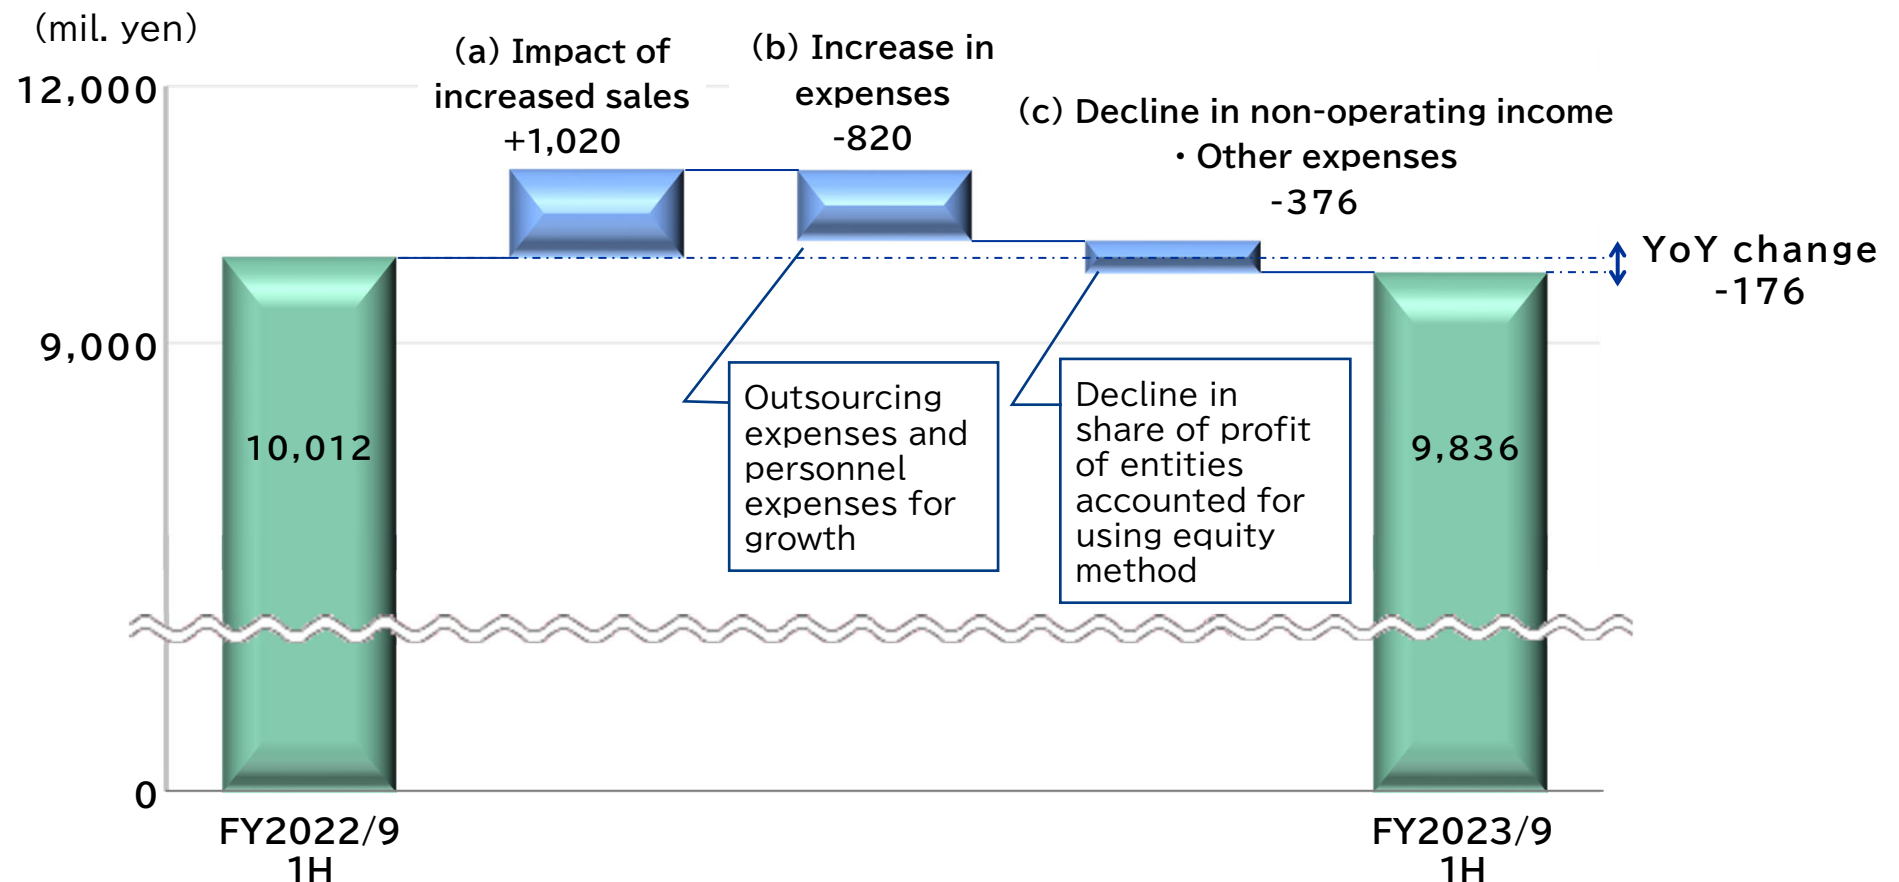 (mil. yen)
12,000
9,000
0
(a) Impact of
increased sales
+1,020
(b) Increase in
expenses
-820
(c) Decline in non-operating income
・Other expenses
-376
YoY change
-176
10,012
Outsourcing
expenses and
personnel
expenses for
growth
Decline in
share of profit
of entities
accounted for
using equity
method
9,836
FY2022/9
1H
FY2023/9
1H